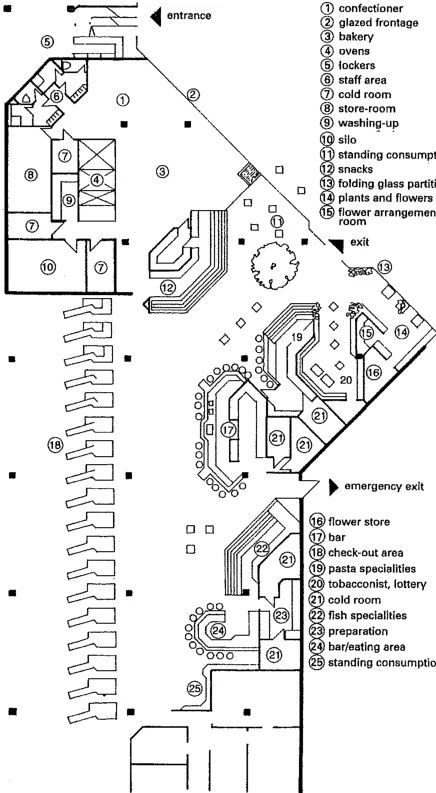 entrance
① confectioner
② glazed frontage
③ bakery
④ ovens
⑤ lockers
⑥ staff area
⑦ cold room
⑧ store-room
⑨ washing-up
⑩ silo
⑪ standing consumpt
⑫ snacks
⑬ folding glass partiti
⑭ plants and flowers
⑮ flower arrangemen
room
⑤
⑥
①
②
⑦
⑧
④
③
⑨
⑦
⑪
⑩
⑦
⑫
exit
⑬
19
⑮
⑭
20
⑯
㉑
⑱
⑰
㉑
㉑
emergency exit
㉒
㉑
㉓
㉔
㉑
㉕
⑯ flower store
⑰ bar
⑱ check-out area
⑲ pasta specialities
⑳ tobacconist, lottery
㉑ cold room
㉒ fish specialities
㉓ preparation
㉔ bar/eating area
㉕ standing consumptio